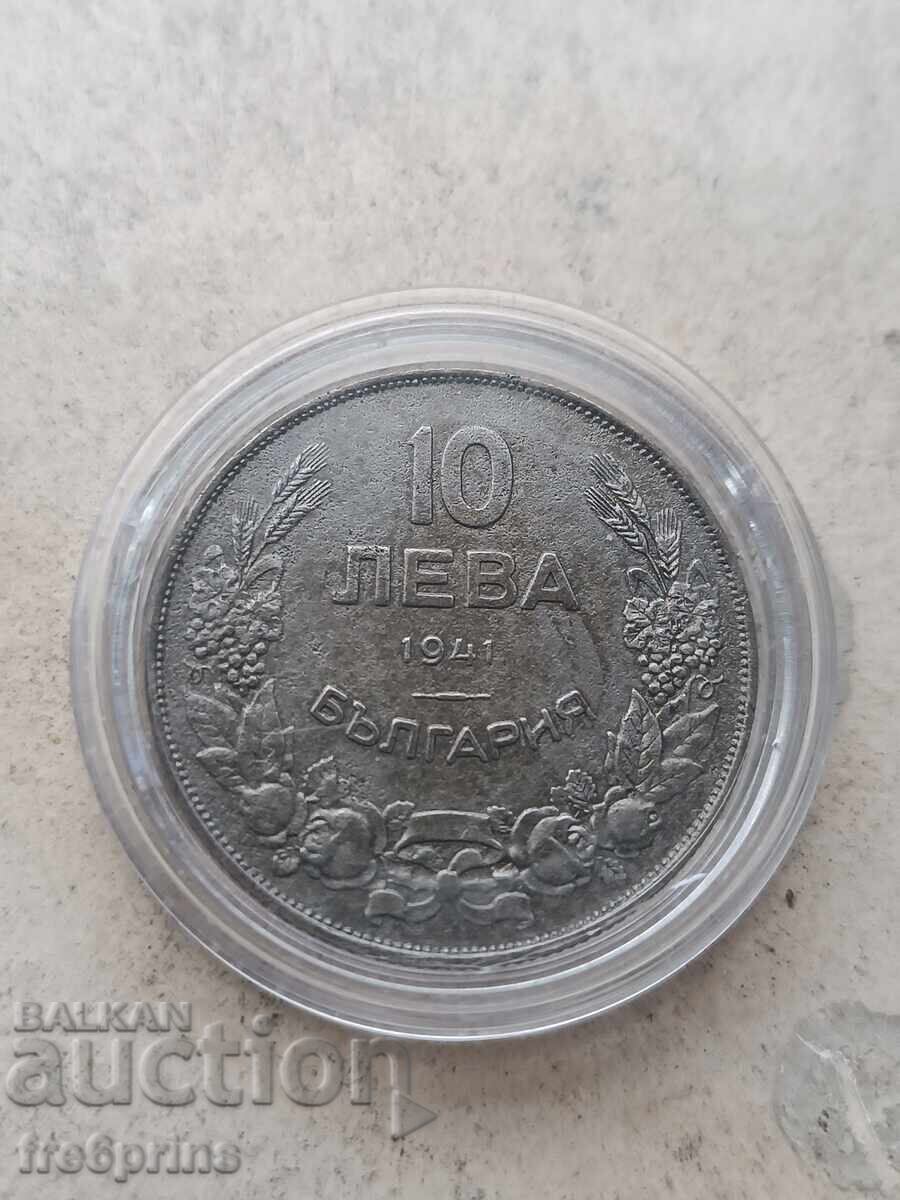 10
ЛЕВА
1941
БЪЛГАРИЯ
BALKAN
auction
fre6prins